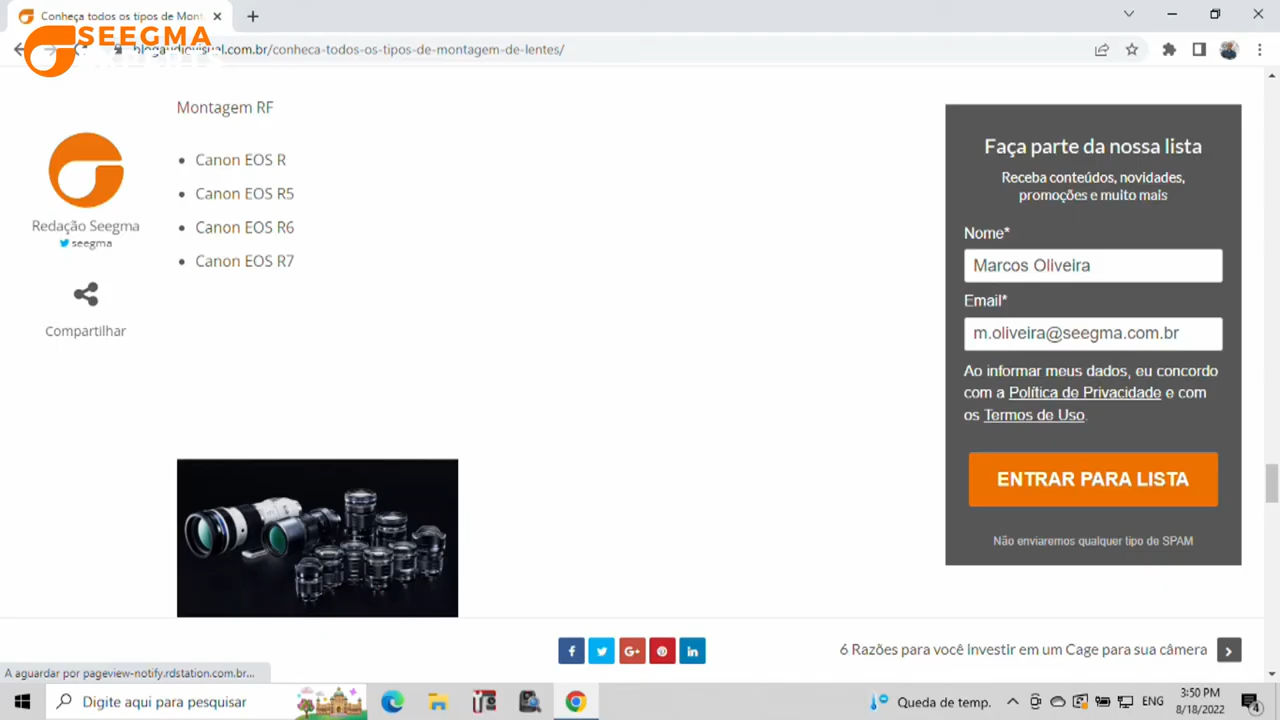 Conheça todos os tipos de Mont
SEEGMA
blogaudiovisual.com.br/conheca-todos-os-tipos-de-montagem-de-lentes/
Montagem RF
Canon EOS R
Canon EOS R5
Canon EOS R6
Canon EOS R7
Redação Seegma
seegma
Compartilhar
Faça parte da nossa lista
Receba conteúdos, novidades,
promoções e muito mais
Nome*
Marcos Oliveira
Email*
m.oliveira@seegma.com.br
Ao informar meus dados, eu concordo
com a Política de Privacidade e com
os Termos de Uso.
ENTRAR PARA LISTA
Não enviaremos qualquer tipo de SPAM
f
G+
in
6 Razões para você Investir em um Cage para sua câmera
A aguardar por pageview-notify.rdstation.com.br...
Digite aqui para pesquisar
Queda de temp.
ENG
3:50 PM
8/18/2022
4